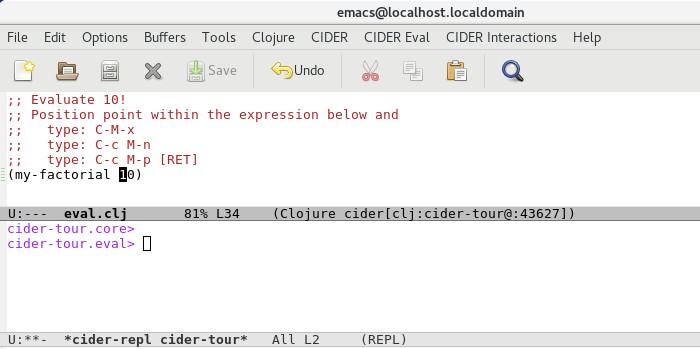 emacs@localhost.localdomain
File Edit Options Buffers Tools Clojure CIDER CIDER Eval CIDER Interactions Help
Save Undo
;; Evaluate 10!
;; Position point within the expression below and
;;   type: C-M-x
;;   type: C-c M-n
;;   type: C-c M-p [RET]
(my-factorial 10)
U:---  eval.clj       81% L34    (Clojure cider[clj:cider-tour@:43627])
cider-tour.core>
cider-tour.eval>
U:**-  *cider-repl cider-tour*   All L2     (REPL)